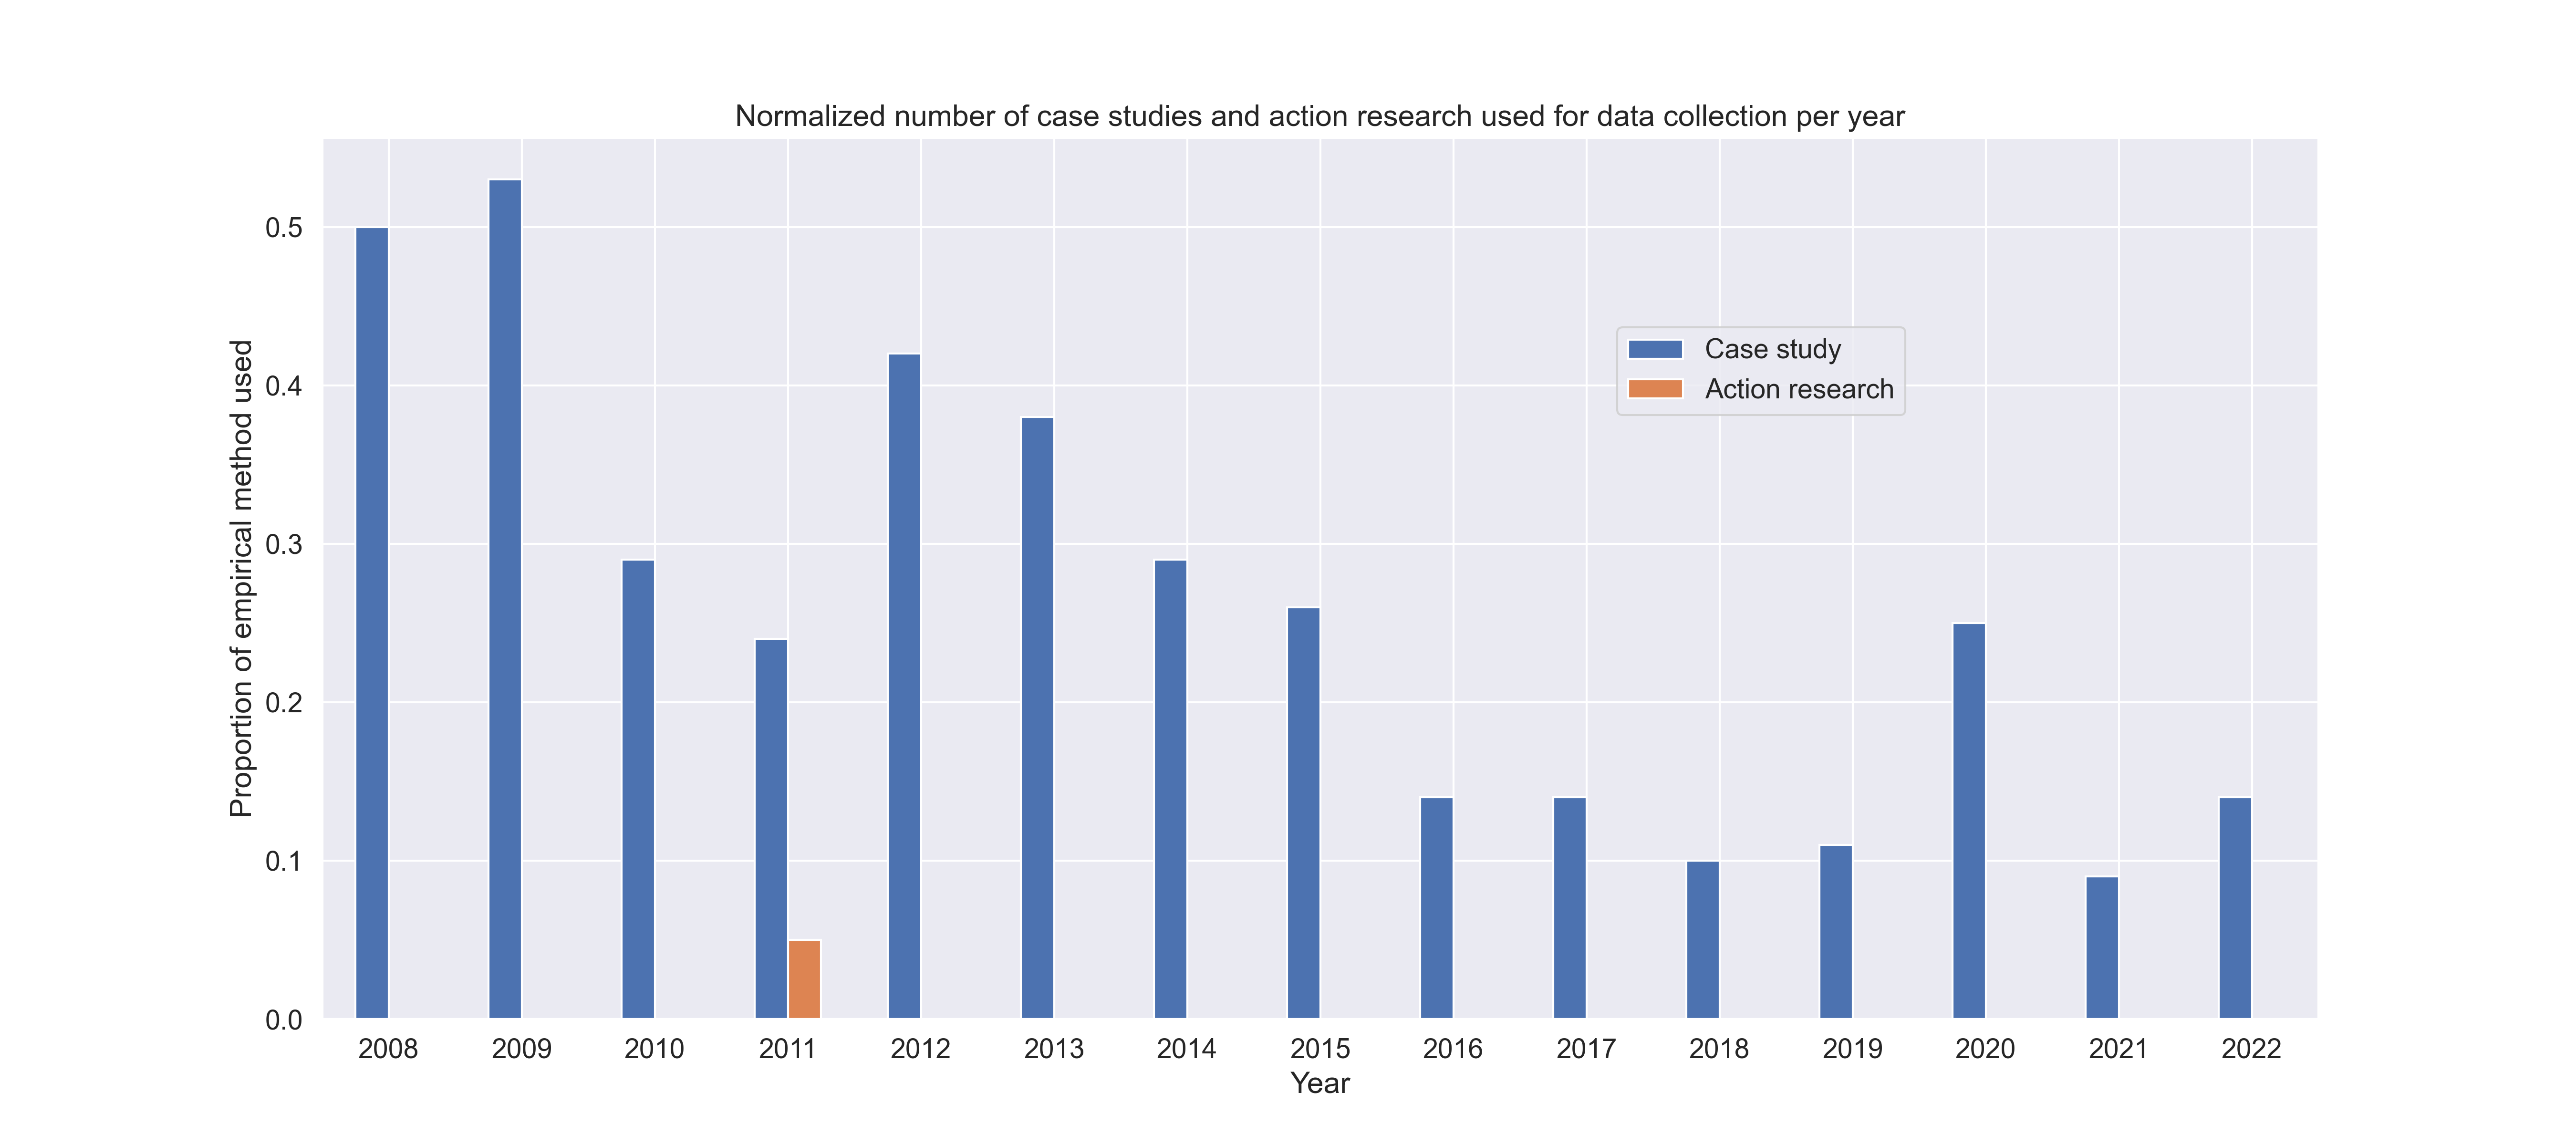 Normalized number of case studies and action research used for data collection per year
Proportion of empirical method used
0.5
0.4
0.3
0.2
0.1
0.0
Case study
Action research
2008 2009 2010 2011 2012 2013 2014 2015 2016 2017 2018 2019 2020 2021 2022
Year